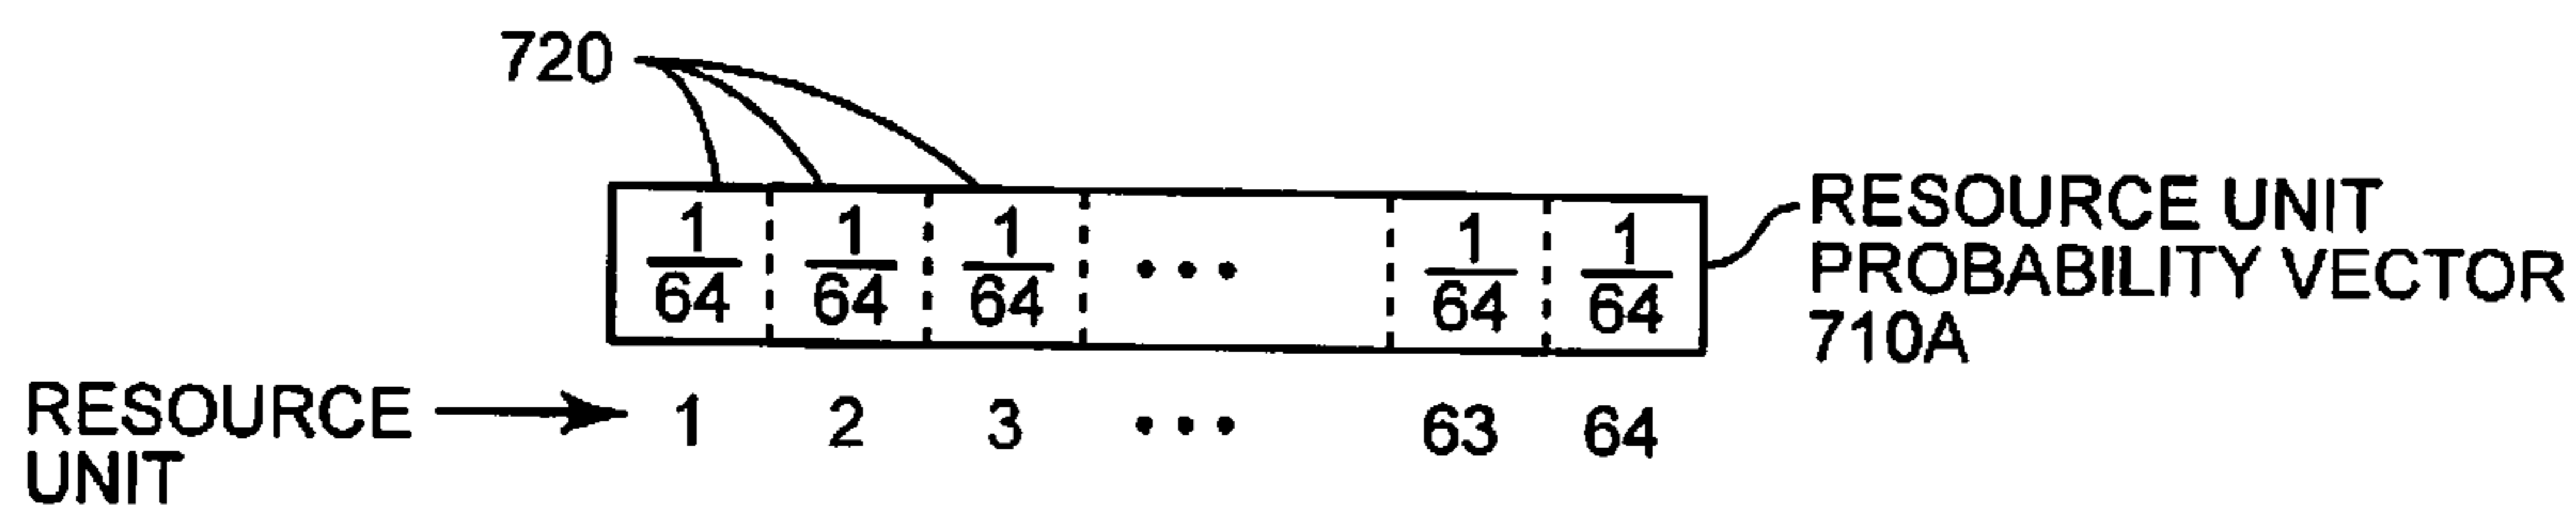 720
1/64 1/64 1/64 ... 1/64 1/64
RESOURCE UNIT
PROBABILITY VECTOR
710A
RESOURCE
UNIT
1 2 3 ... 63 64